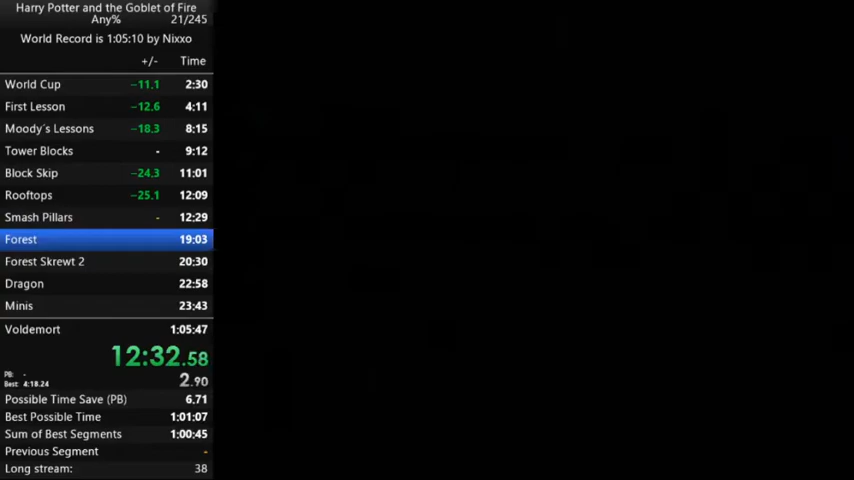 Harry Potter and the Goblet of Fire
Any% 21/245
World Record is 1:05:10 by Nixxo
+/- Time
World Cup -11.1 2:30
First Lesson -12.6 4:11
Moody´s Lessons -18.3 8:15
Tower Blocks - 9:12
Block Skip -24.3 11:01
Rooftops -25.1 12:09
Smash Pillars - 12:29
Forest 19:03
Forest Skrewt 2 20:30
Dragon 22:58
Minis 23:43
Voldemort 1:05:47
12:32.58
PB: -
Best: 4:18.24 2.90
Possible Time Save (PB) 6.71
Best Possible Time 1:01:07
Sum of Best Segments 1:00:45
Previous Segment -
Long stream: 38